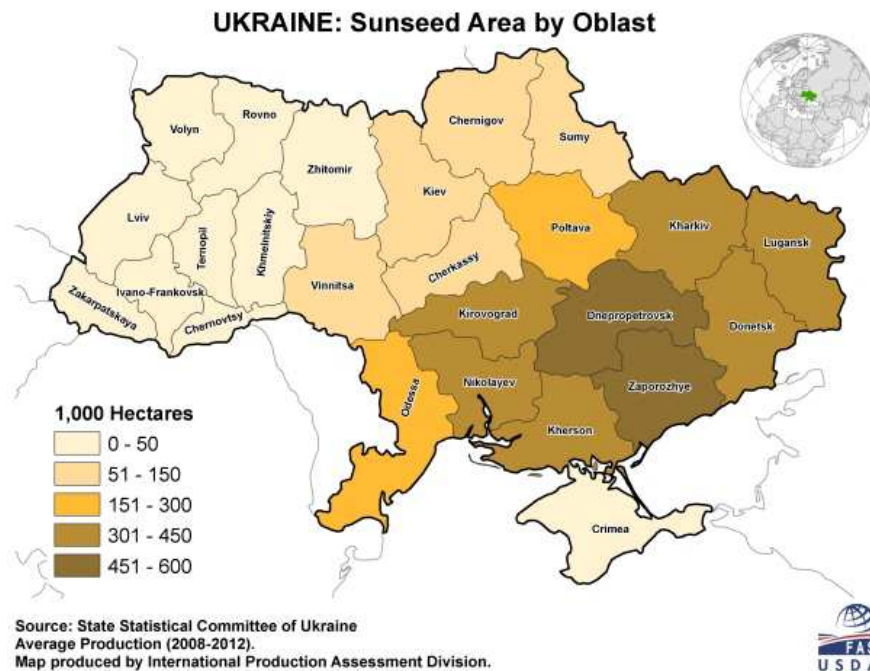 UKRAINE: Sunseed Area by Oblast
Volyn
Rovno
Zhitomir
Chernigov
Sumy
Kiev
Lviv
Ternopil
Khmelnitskiy
Poltava
Kharkiv
Lugansk
Cherkassy
Vinnitsa
Ivano-Frankovsk
Zakarpatskaya
Chernovtsy
Kirovograd
Dnepropetrovsk
Donetsk
Odessa
Nikolayev
Zaporozhye
Kherson
Crimea
1,000 Hectares
0 - 50
51 - 150
151 - 300
301 - 450
451 - 600
Source: State Statistical Committee of Ukraine
Average Production (2008-2012).
Map produced by International Production Assessment Division.
FAS
USDA